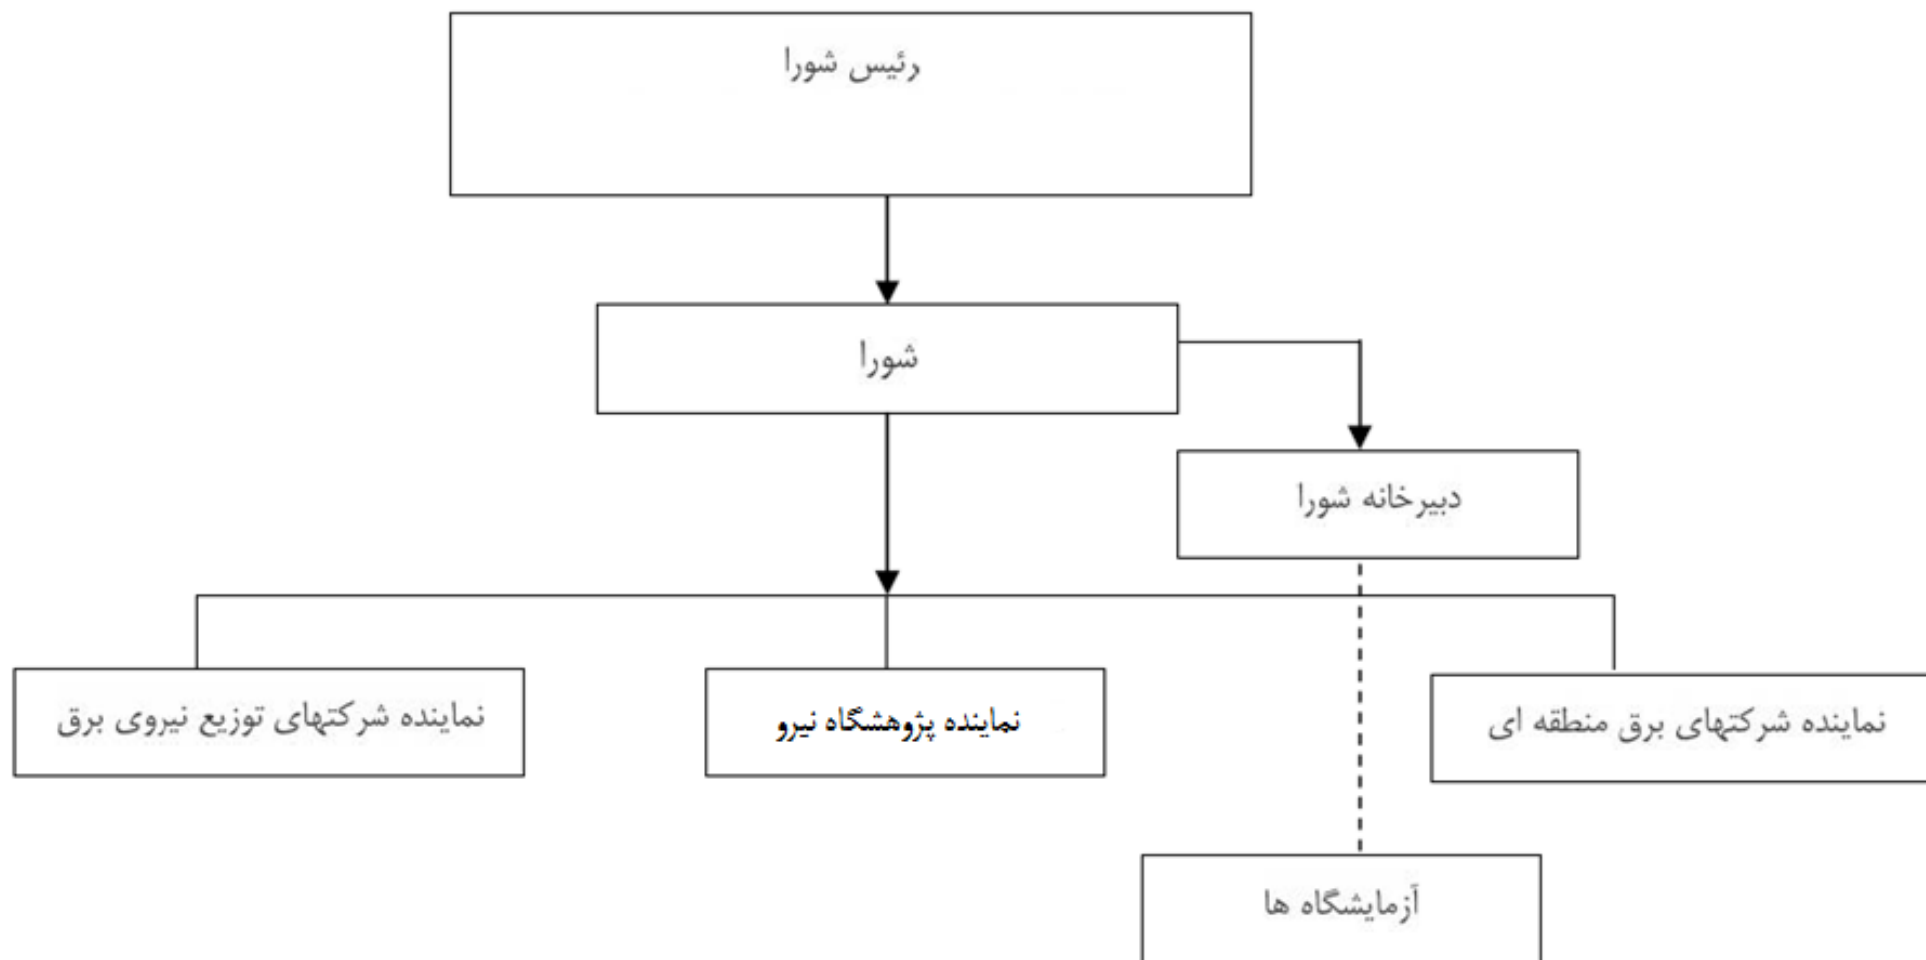 رئیس شورا
شورا
دبیرخانه شورا
نماینده شرکتهای برق منطقه ای
نماینده پژوهشگاه نیرو
نماینده شرکتهای توزیع نیروی برق
آزمایشگاه ها